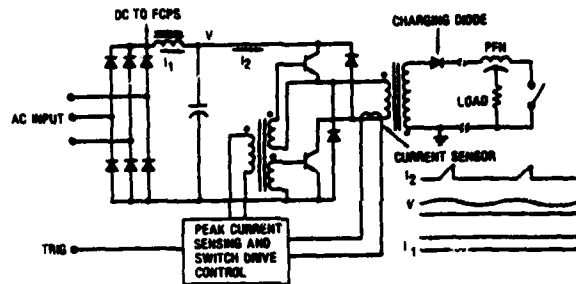 DC TO FCPS
CHARGING DIODE
V
I1
I2
PFN
LOAD
AC INPUT
CURRENT SENSOR
I2
V
I1
PEAK CURRENT
SENSING AND
SWITCH DRIVE
CONTROL
TRIG